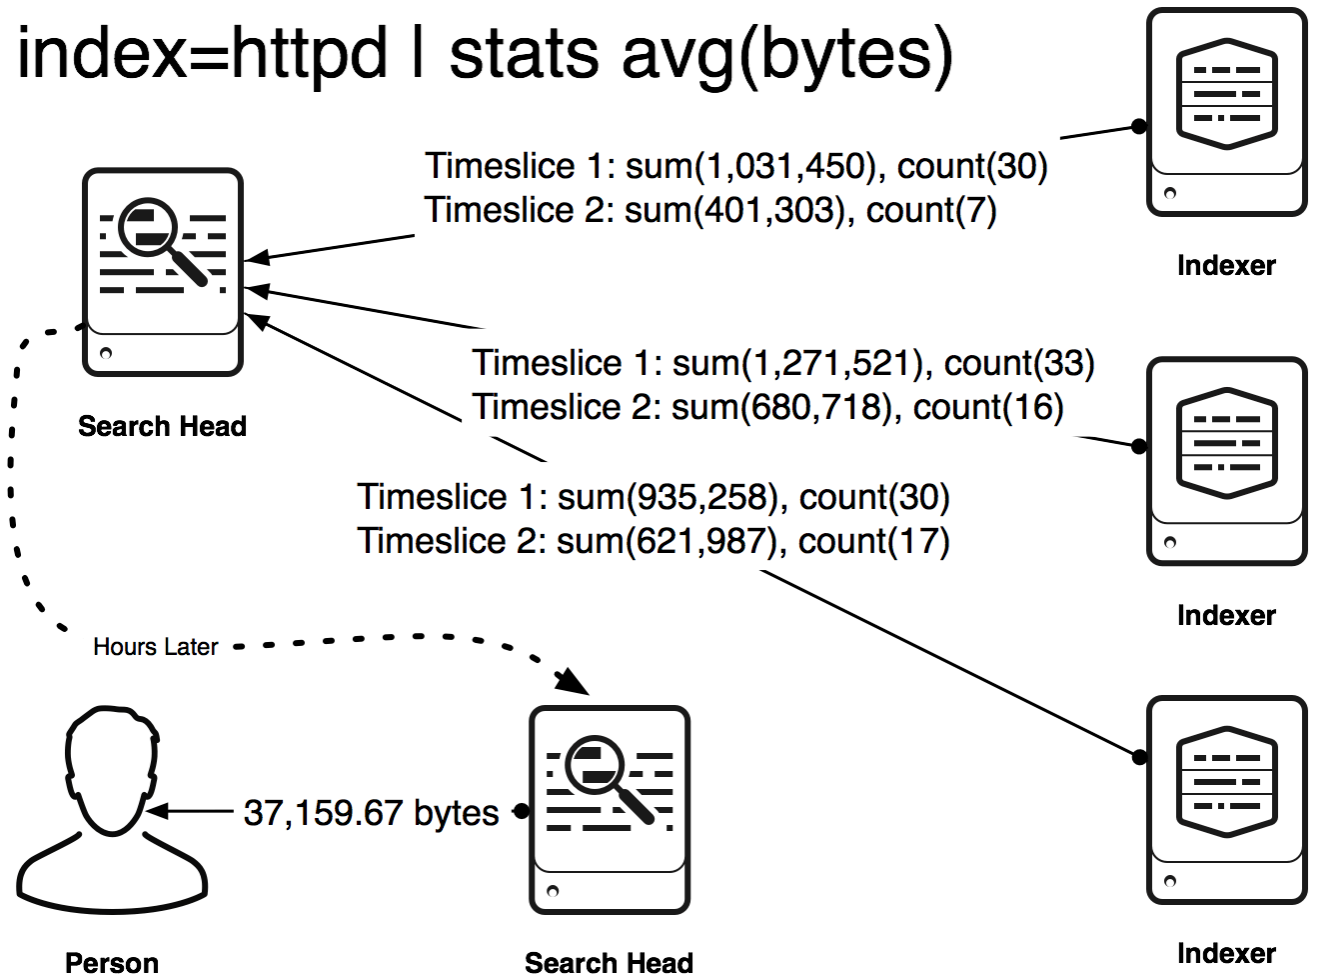 index=httpd | stats avg(bytes)
Timeslice 1: sum(1,031,450), count(30)
Timeslice 2: sum(401,303), count(7)
Indexer
Search Head
Timeslice 1: sum(1,271,521), count(33)
Timeslice 2: sum(680,718), count(16)
Indexer
Timeslice 1: sum(935,258), count(30)
Timeslice 2: sum(621,987), count(17)
Hours Later
37,159.67 bytes
Person
Search Head
Indexer